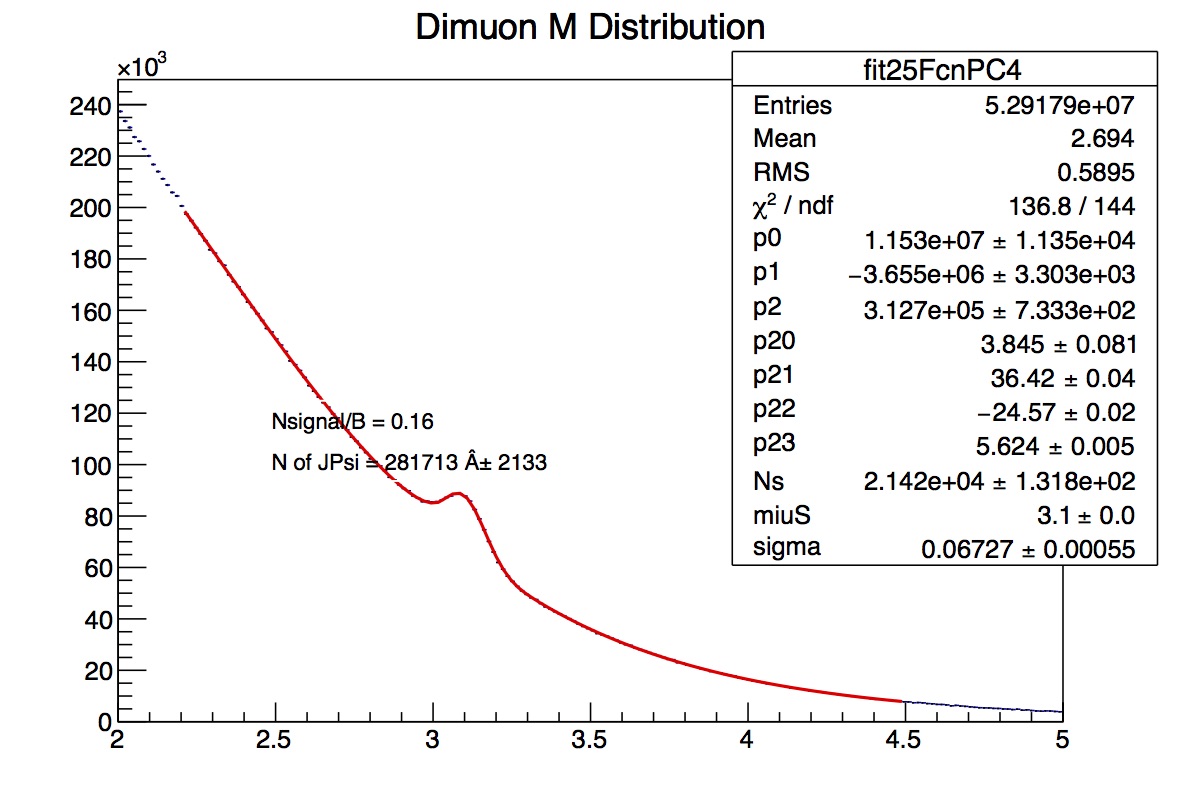 Dimuon M Distribution
×10³
fit25FcnPC4
Entries 5.29179e+07
Mean 2.694
RMS 0.5895
χ² / ndf 136.8 / 144
p0 1.153e+07 ± 1.135e+04
p1 −3.655e+06 ± 3.303e+03
p2 3.127e+05 ± 7.333e+02
p20 3.845 ± 0.081
p21 36.42 ± 0.04
p22 −24.57 ± 0.02
p23 5.624 ± 0.005
Ns 2.142e+04 ± 1.318e+02
miuS 3.1 ± 0.0
sigma 0.06727 ± 0.00055
240
220
200
180
160
140
120
100
80
60
40
20
0
Nsignal/B = 0.16
N of JPsi = 281713 Â± 2133
2 2.5 3 3.5 4 4.5 5